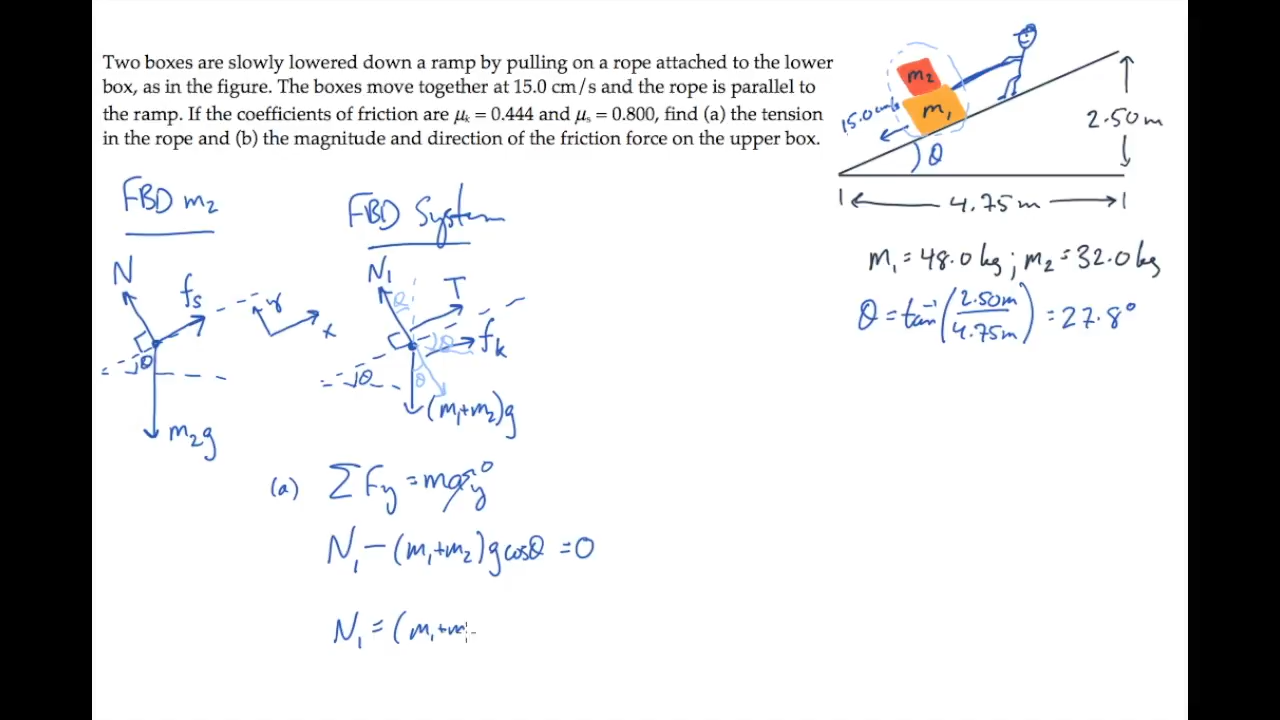 Two boxes are slowly lowered down a ramp by pulling on a rope attached to the lower
box, as in the figure. The boxes move together at 15.0 cm/s and the rope is parallel to
the ramp. If the coefficients of friction are μk = 0.444 and μs = 0.800, find (a) the tension
in the rope and (b) the magnitude and direction of the friction force on the upper box.
m₂
m₁
15.0 cm/s
θ
2.50m
4.75m
m₁ = 48.0 kg ; m₂ = 32.0 kg
θ = tan⁻¹(2.50m/4.75m) = 27.8°
FBD m₂
N
fs
y
x
θ
m₂g
FBD System
N₁
θ
T
θ
fk
θ
θ
(m₁+m₂)g
(a) ΣFy = may⁰
N₁ − (m₁+m₂)g cosθ = 0
N₁ = (m₁+m